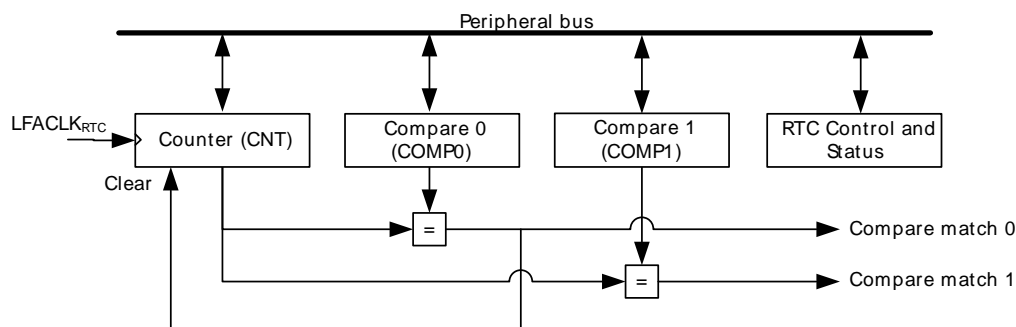 Peripheral bus
LFACLKRTC
Counter (CNT)
Compare 0
(COMP0)
Compare 1
(COMP1)
RTC Control and
Status
Clear
=
Compare match 0
=
Compare match 1